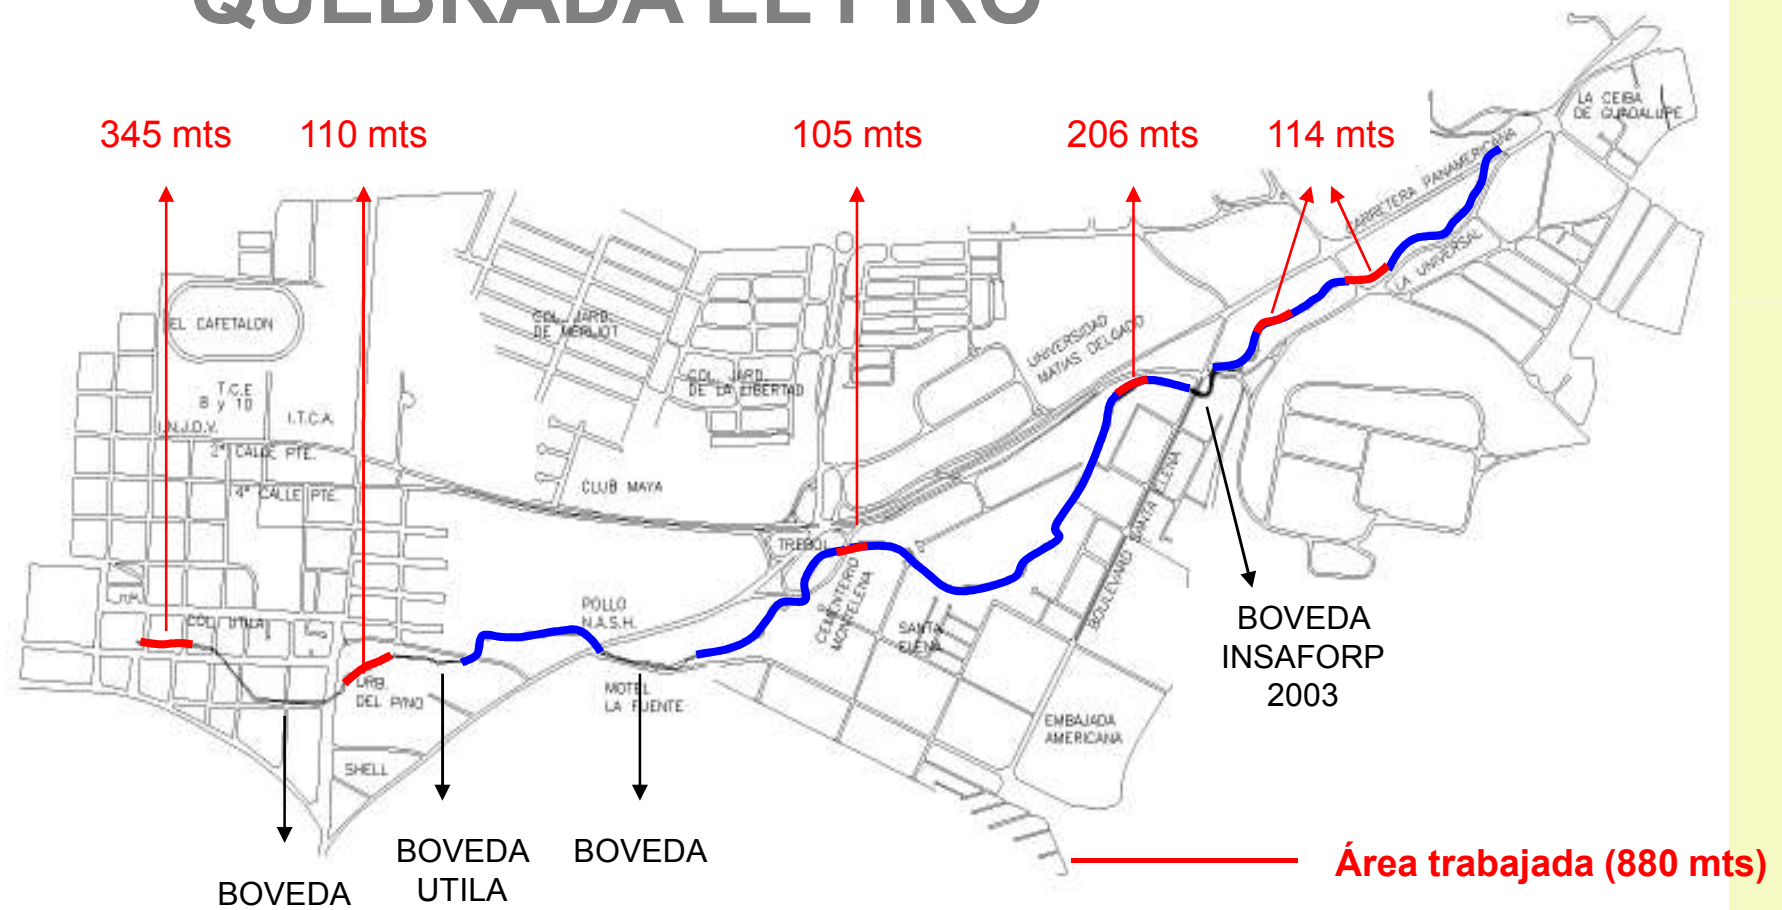 QUEBRADA EL PIRO
345 mts
110 mts
105 mts
206 mts
114 mts
LA CEIBA
DE GUADALUPE
CARRETERA PANAMERICANA
LA UNIVERSAL
EL CAFETALON
COL. JARD.
DE MERLIOT
UNIVERSIDAD
MATIAS DELGADO
COL. JARD.
DE LA LIBERTAD
T.C.E
8 y 10
I.T.C.A.
I.N.J.D.V.
2ª CALLE PTE.
4ª CALLE PTE.
CLUB MAYA
TREBOL
BOULEVARD SANTA ELENA
CEMENTERIO
MONTELENA
POLLO
N.A.S.H.
COL. UTILA
SANTA
ELENA
URB.
DEL PINO
MOTEL
LA FUENTE
EMBAJADA
AMERICANA
SHELL
BOVEDA
INSAFORP
2003
BOVEDA
UTILA
BOVEDA
BOVEDA
Área trabajada (880 mts)